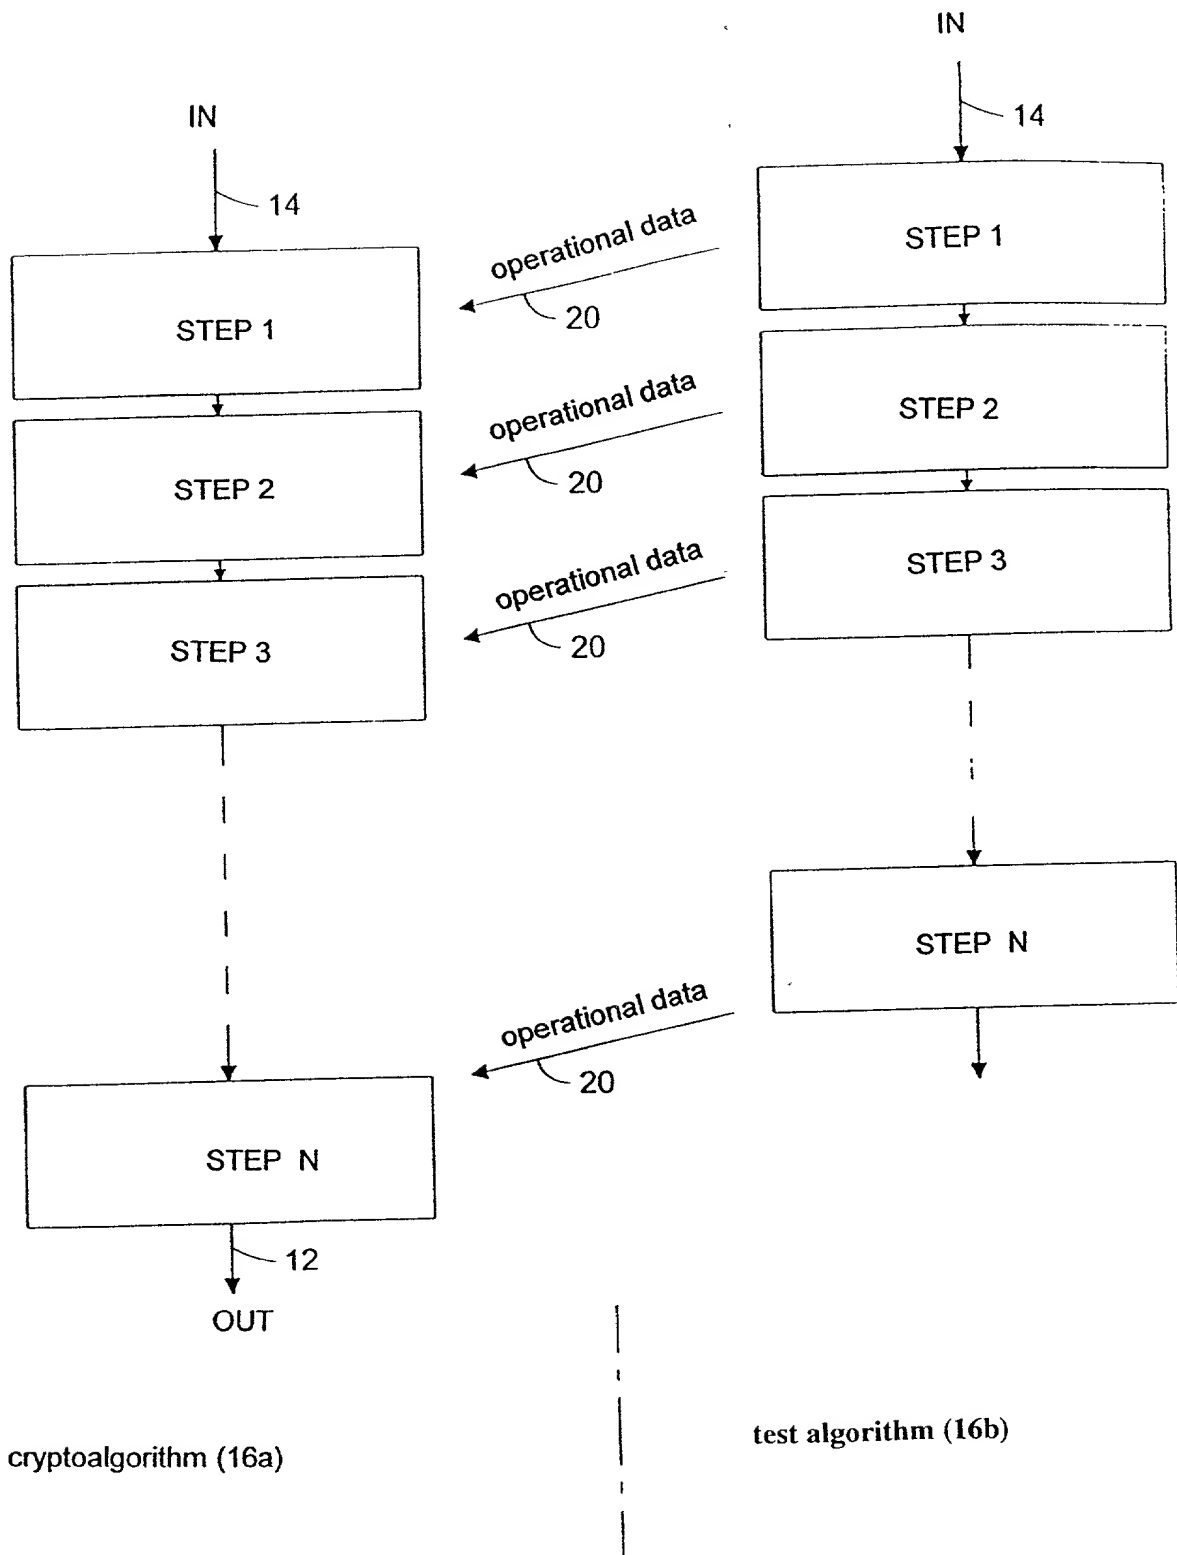 IN
14
STEP 1
STEP 2
STEP 3
STEP N
12
OUT
cryptoalgorithm (16a)
operational data
20
operational data
20
operational data
20
operational data
20
IN
14
STEP 1
STEP 2
STEP 3
STEP N
test algorithm (16b)